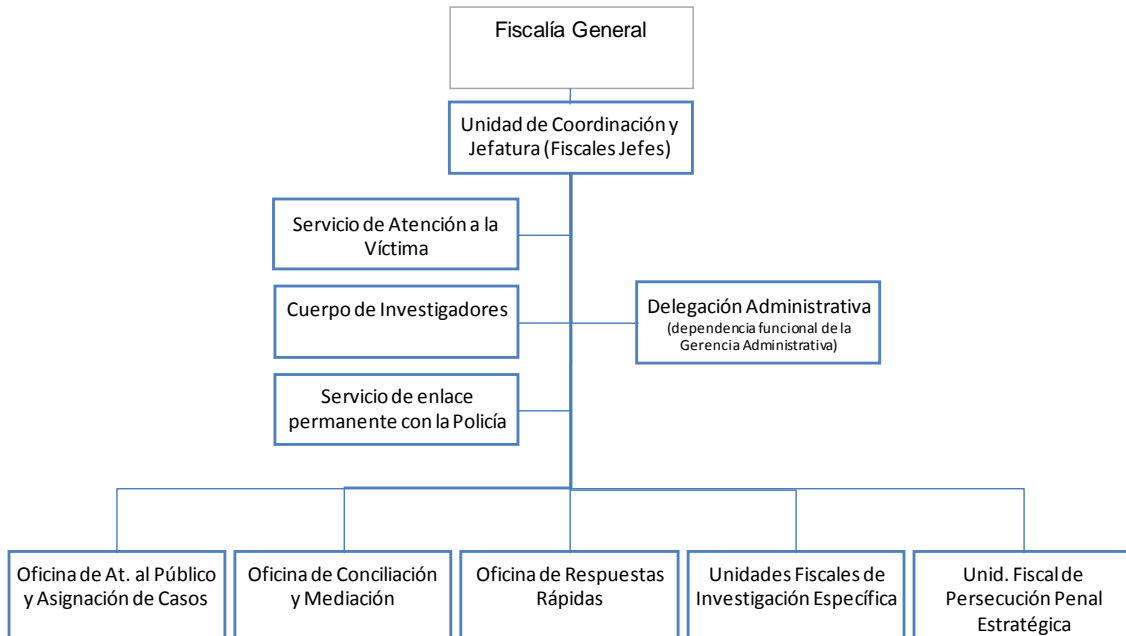 Fiscalía General
Unidad de Coordinación y
Jefatura (Fiscales Jefes)
Servicio de Atención a la
Víctima
Cuerpo de Investigadores
Delegación Administrativa
(dependencia funcional de la
Gerencia Administrativa)
Servicio de enlace
permanente con la Policía
Oficina de At. al Público
y Asignación de Casos
Oficina de Conciliación
y Mediación
Oficina de Respuestas
Rápidas
Unidades Fiscales de
Investigación Específica
Unid. Fiscal de
Persecución Penal
Estratégica